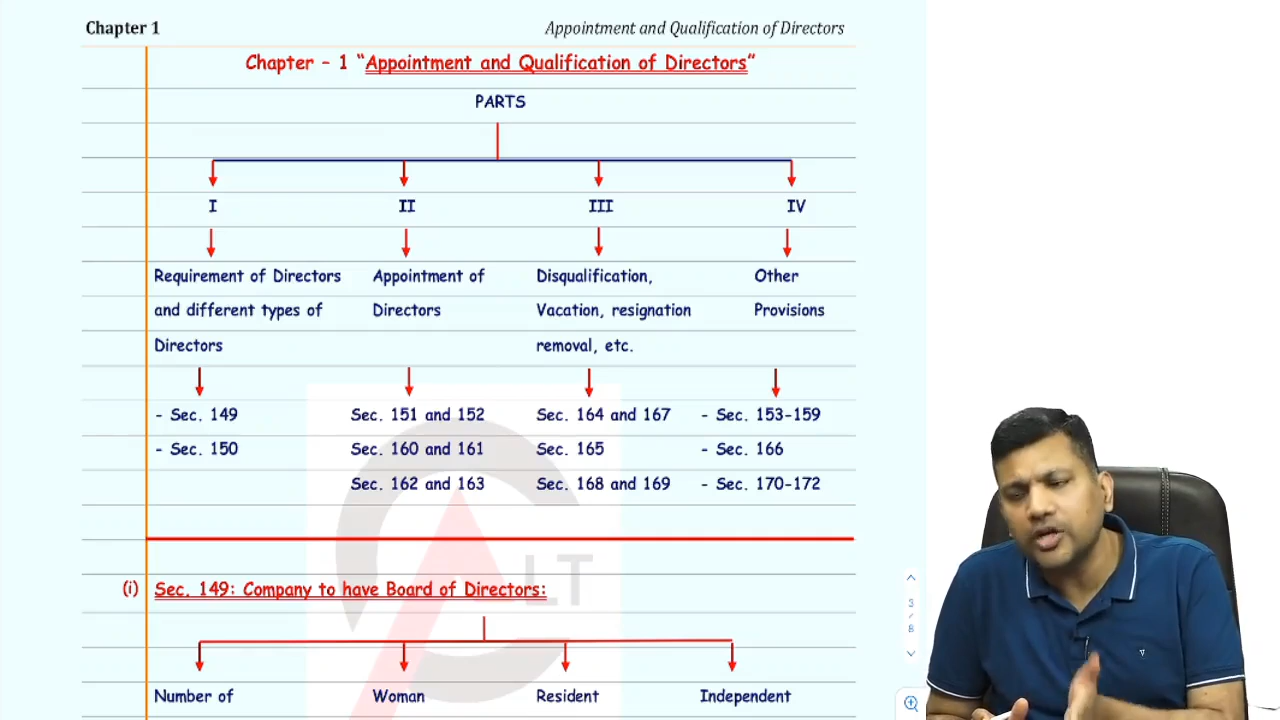 Chapter 1
Appointment and Qualification of Directors
Chapter – 1 “Appointment and Qualification of Directors”
PARTS
I II III IV
Requirement of Directors Appointment of Disqualification, Other
and different types of Directors Vacation, resignation Provisions
Directors removal, etc.
- Sec. 149 Sec. 151 and 152 Sec. 164 and 167 - Sec. 153-159
- Sec. 150 Sec. 160 and 161 Sec. 165 - Sec. 166
Sec. 162 and 163 Sec. 168 and 169 - Sec. 170-172
LT
(i) Sec. 149: Company to have Board of Directors:
Number of Woman Resident Independent
3
/
8